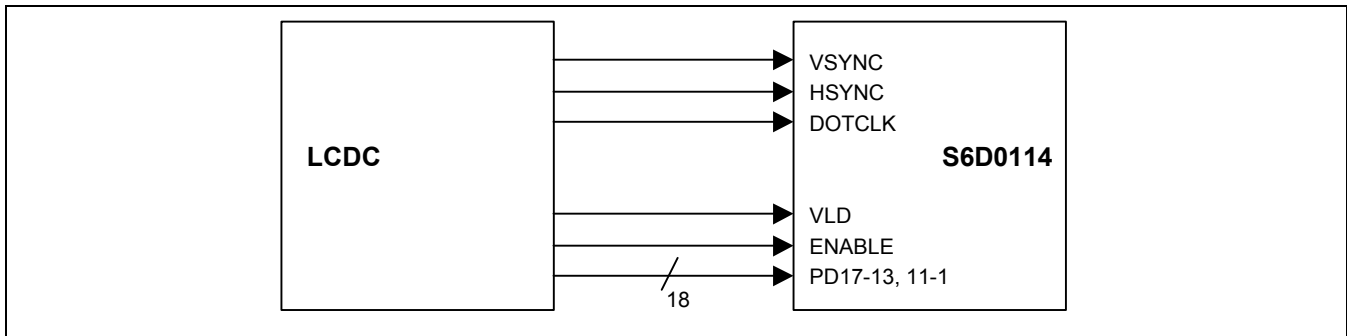 VSYNC
HSYNC
DOTCLK
LCDC
S6D0114
VLD
ENABLE
PD17-13, 11-1
18